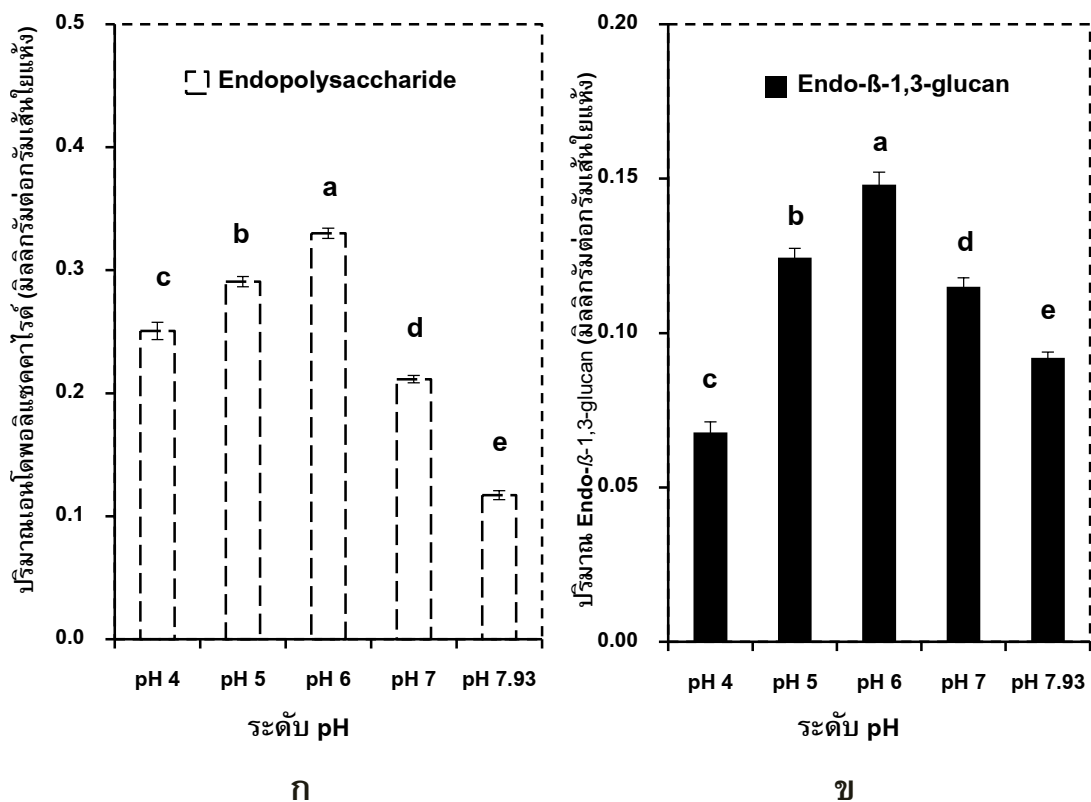 ปริมาณเอนโดพอลิแซคคาไรด์ (มิลลิกรัมต่อกรัมเส้นใยแห้ง)
0.5
0.4
0.3
0.2
0.1
0.0
Endopolysaccharide
c
b
a
d
e
pH 4
pH 5
pH 6
pH 7
pH 7.93
ระดับ pH
ก
ปริมาณ Endo-ß-1,3-glucan (มิลลิกรัมต่อกรัมเส้นใยแห้ง)
0.20
0.15
0.10
0.05
0.00
Endo-ß-1,3-glucan
c
b
a
d
e
pH 4
pH 5
pH 6
pH 7
pH 7.93
ระดับ pH
ข